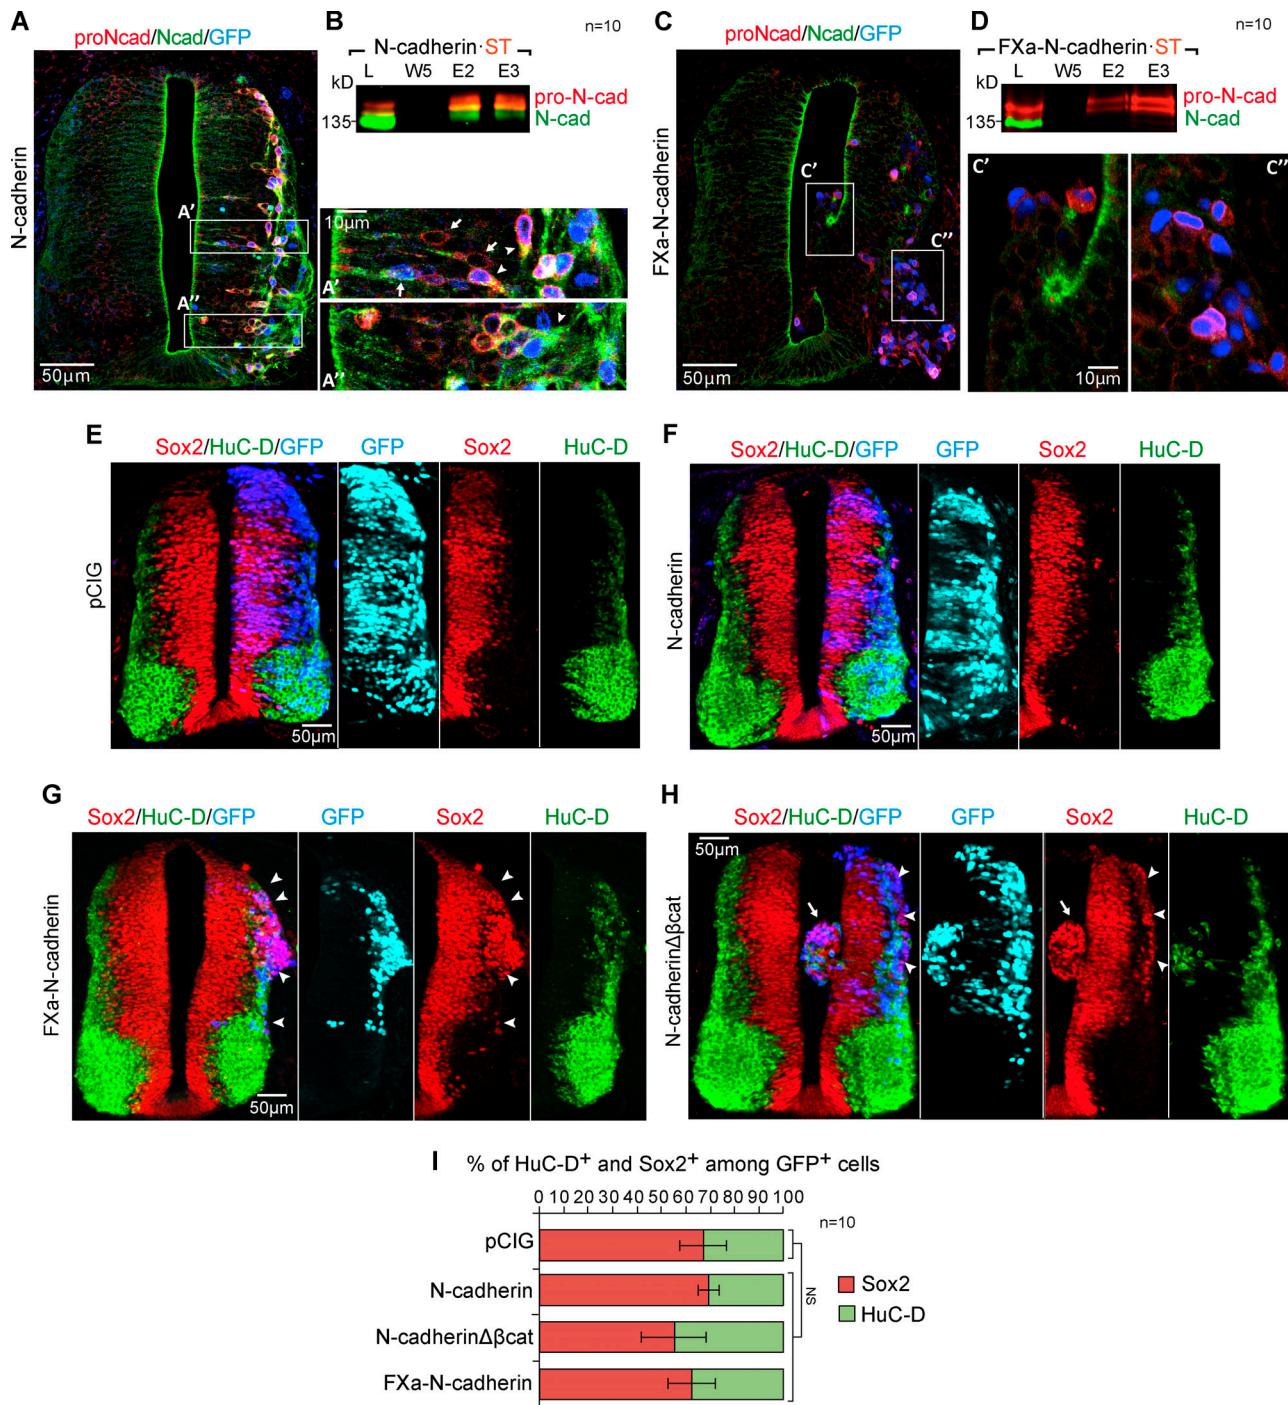 A
proNcad/Ncad/GFP
N-cadherin
A'
A''
50µm
B
n=10
N-cadherin·ST
kD
L W5 E2 E3
135
pro-N-cad
N-cad
10µm
A'
A''
C
proNcad/Ncad/GFP
FXa-N-cadherin
C'
C''
50µm
D
n=10
FXa-N-cadherin·ST
kD
L W5 E2 E3
135
pro-N-cad
N-cad
C'
C''
10µm
E
Sox2/HuC-D/GFP GFP Sox2 HuC-D
pCIG
50µm
F
Sox2/HuC-D/GFP GFP Sox2 HuC-D
N-cadherin
50µm
G
Sox2/HuC-D/GFP GFP Sox2 HuC-D
FXa-N-cadherin
50µm
H
Sox2/HuC-D/GFP GFP Sox2 HuC-D
50µm
N-cadherinΔβcat
I % of HuC-D+ and Sox2+ among GFP+ cells
0 10 20 30 40 50 60 70 80 90 100
n=10
pCIG
N-cadherin
N-cadherinΔβcat
FXa-N-cadherin
NS
Sox2
HuC-D